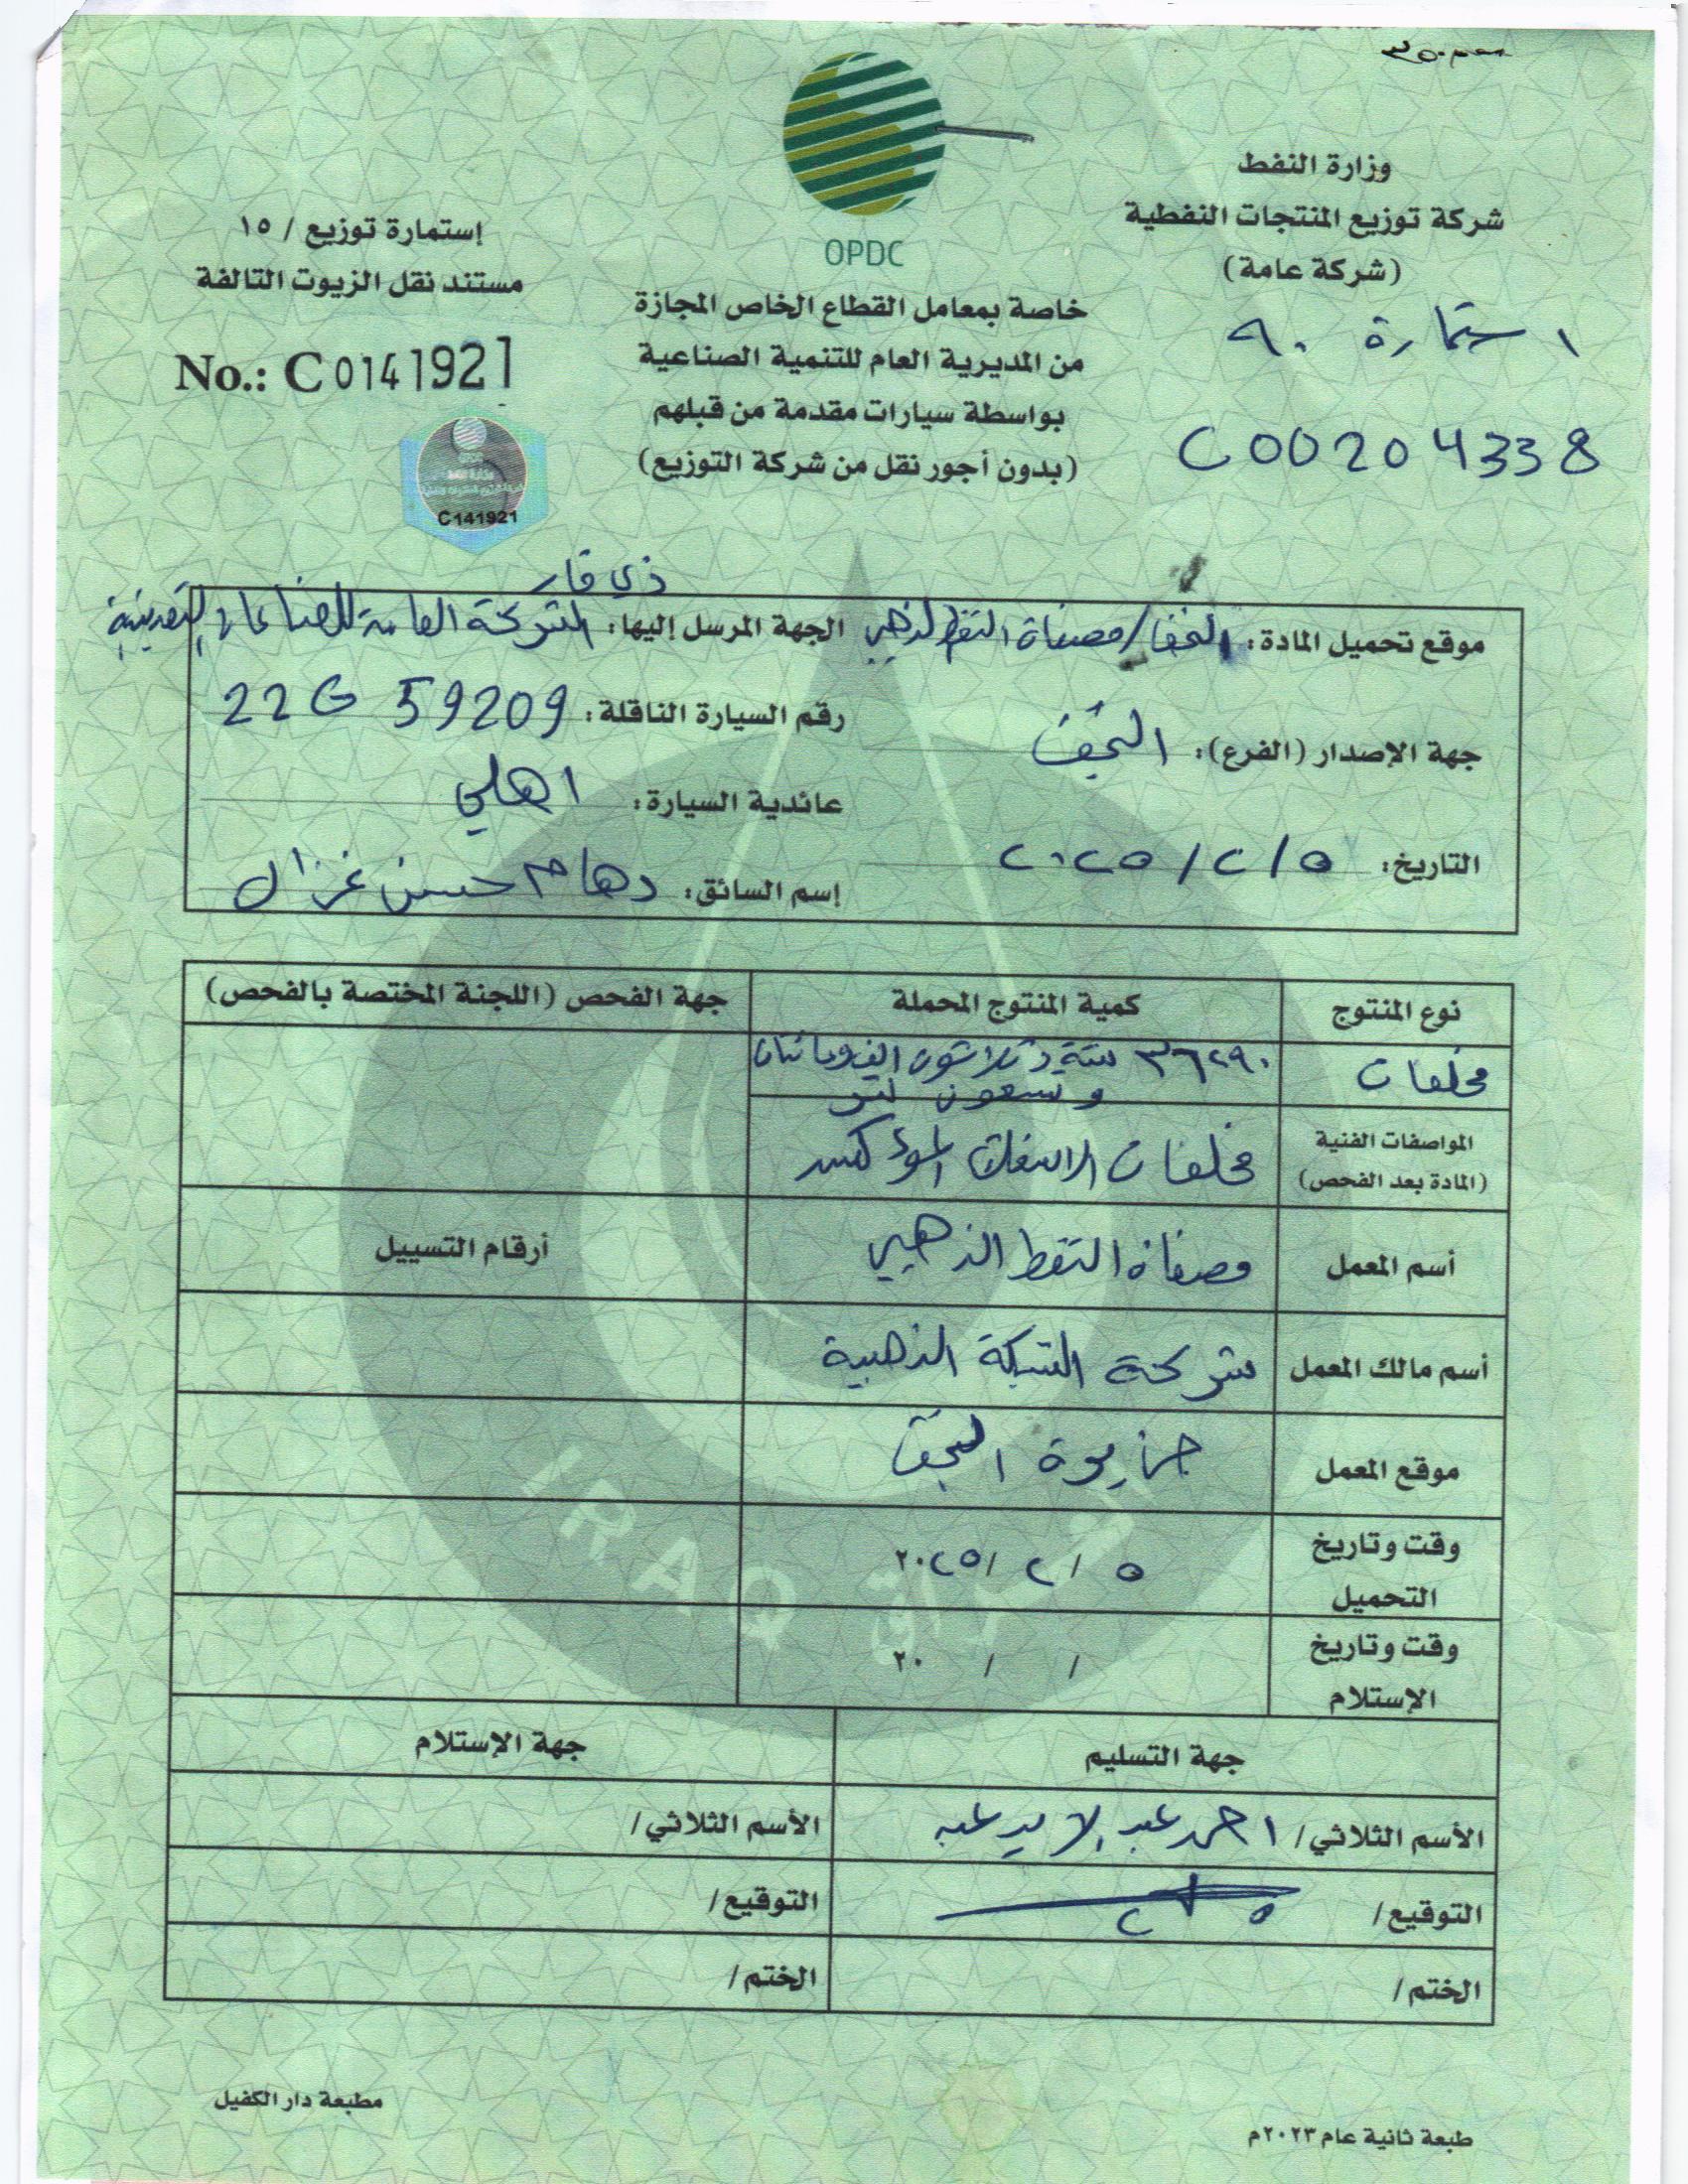 وزارة النفط
شركة توزيع المنتجات النفطية
(شركة عامة)
استمارة ٩٠
C00204338
OPDC
خاصة بمعامل القطاع الخاص المجازة
من المديرية العام للتنمية الصناعية
بواسطة سيارات مقدمة من قبلهم
(بدون أجور نقل من شركة التوزيع)
إستمارة توزيع / ١٥
مستند نقل الزيوت التالفة
No.: C 0141921
C141921
موقع تحميل المادة: النجف/مصفاة النفط الذهبي
جهة الإصدار (الفرع): النجف
التاريخ: ٥ / ٢ / ٢٠٢٥
ذي قار
الجهة المرسل إليها: الشركة العامة للصناعات التعدينية
رقم السيارة الناقلة: 22G 59209
عائدية السيارة: اهلي
إسم السائق: دهام حسن غزال
نوع المنتوج كمية المنتوج المحملة جهة الفحص (اللجنة المختصة بالفحص)
مخلفات ٣٦٢٩٠ ستة وثلاثون الف ومائتان
وتسعون لتر
المواصفات الفنية
(المادة بعد الفحص) مخلفات الاسفلت المؤكسد
أسم المعمل مصفاة النفط الذهبي أرقام التسييل
أسم مالك المعمل شركة الشبكة الذهبية
موقع المعمل النجف
وقت وتاريخ
التحميل ٥ / ٢ / ٢٠٢٥
وقت وتاريخ
الإستلام / / ٢٠
IRAQ
جهة التسليم جهة الإستلام
الأسم الثلاثي/ احمد عبد الأسم الثلاثي/
التوقيع/ التوقيع/
الختم/ الختم/
طبعة ثانية عام ٢٠٢٣م
مطبعة دار الكفيل